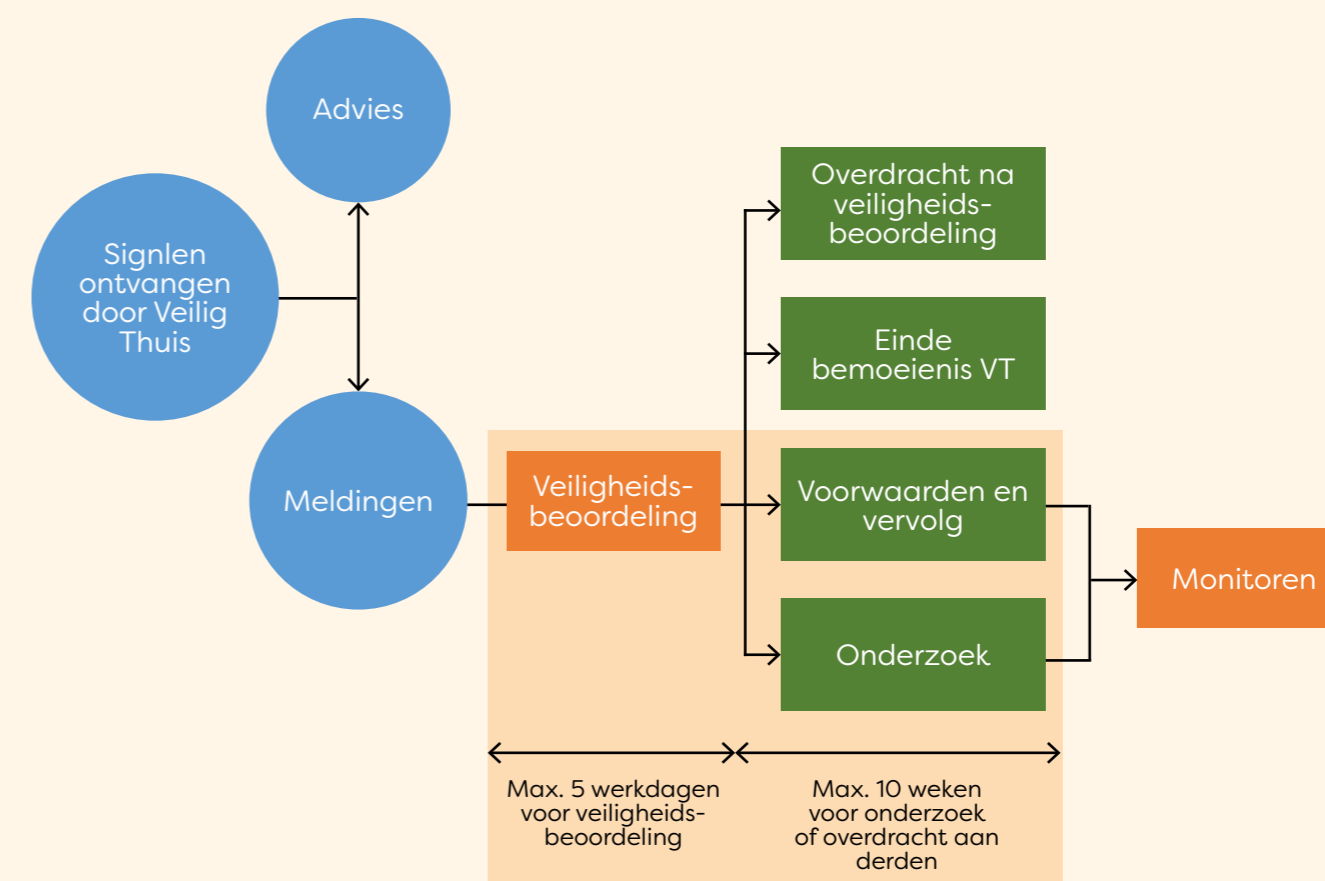 Advies
Signlen
ontvangen
door Veilig
Thuis
Meldingen
Veiligheids-
beoordeling
Overdracht na
veiligheids-
beoordeling
Einde
bemoeienis VT
Voorwaarden en
vervolg
Onderzoek
Monitoren
Max. 5 werkdagen
voor veiligheids-
beoordeling
Max. 10 weken
voor onderzoek
of overdracht aan
derden